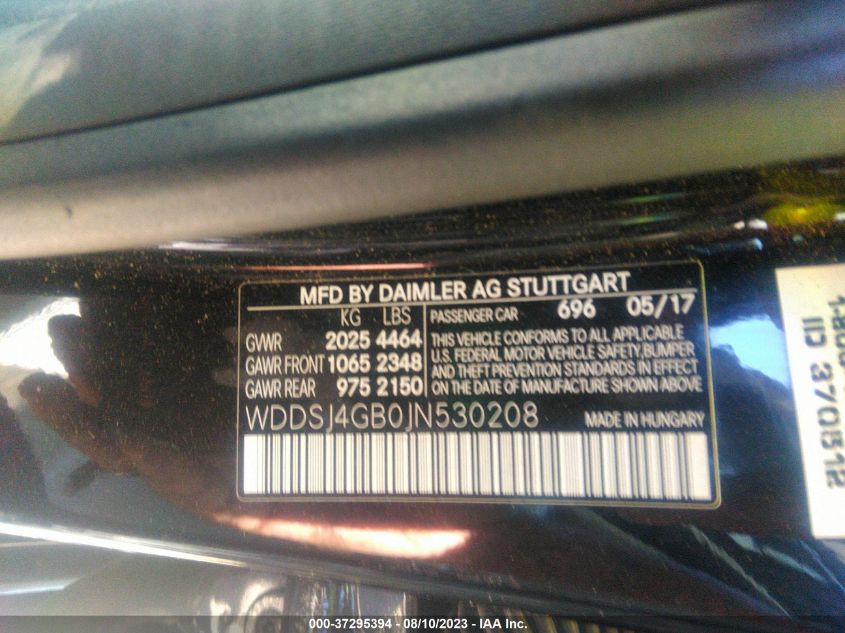 MFD BY DAIMLER AG STUTTGART
KG LBS
GVWR 2025 4464
GAWR FRONT 1065 2348
GAWR REAR 975 2150
PASSENGER CAR 696 05/17
THIS VEHICLE CONFORMS TO ALL APPLICABLE
U.S. FEDERAL MOTOR VEHICLE SAFETY, BUMPER
AND THEFT PREVENTION STANDARDS IN EFFECT
ON THE DATE OF MANUFACTURE SHOWN ABOVE
WDDSJ4GB0JN530208
MADE IN HUNGARY
ID 370512
000-37295394 - 08/10/2023 - IAA Inc.